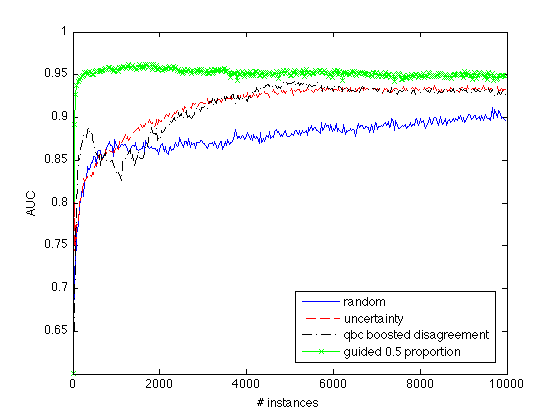 1
0.95
0.9
0.85
0.8
0.75
0.7
0.65
AUC
0 2000 4000 6000 8000 10000
# instances
random
uncertainty
qbc boosted disagreement
guided 0.5 proportion